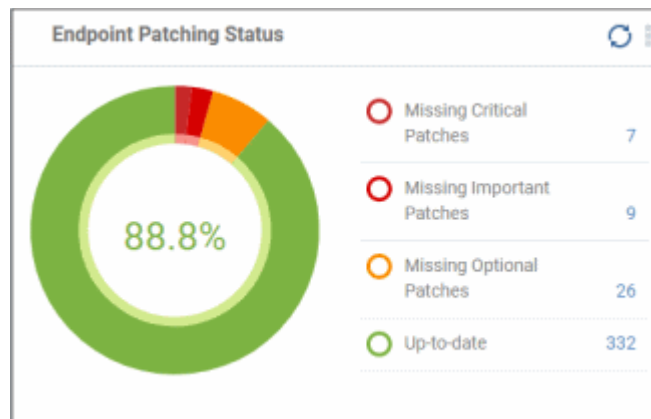 Endpoint Patching Status
88.8%
Missing Critical
Patches 7
Missing Important
Patches 9
Missing Optional
Patches 26
Up-to-date 332